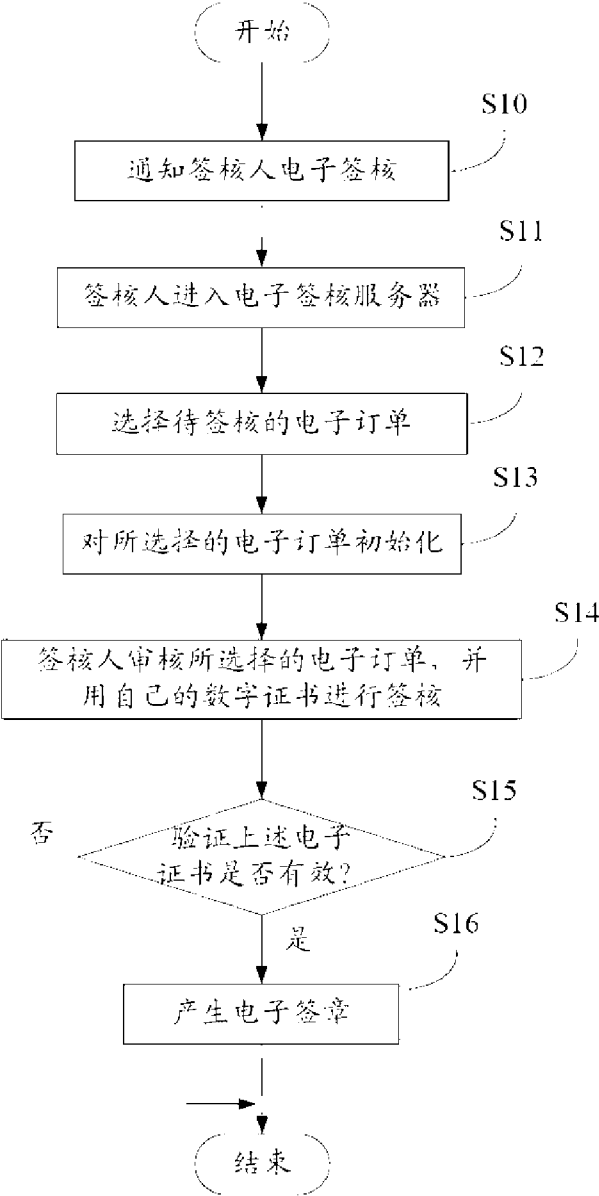 开始
S10
通知签核人电子签核
S11
签核人进入电子签核服务器
S12
选择待签核的电子订单
S13
对所选择的电子订单初始化
S14
签核人审核所选择的电子订单，并
用自己的数字证书进行签核
S15
否
验证上述电子
证书是否有效？
是
S16
产生电子签章
结束